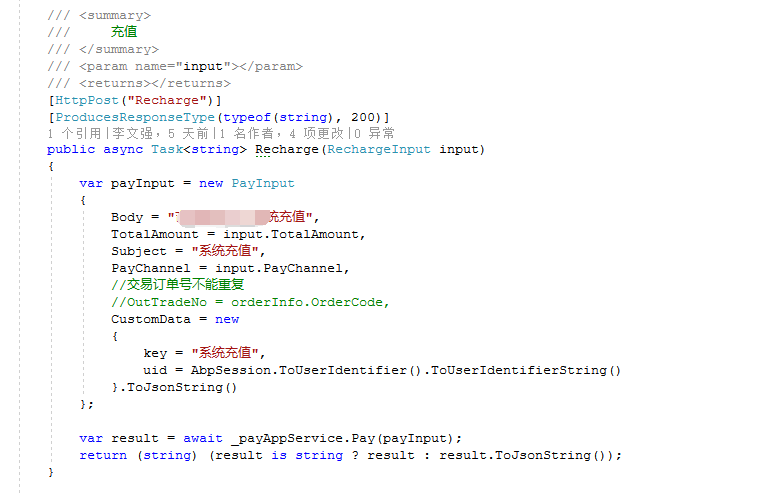 /// <summary>
///     充值
/// </summary>
/// <param name="input"></param>
/// <returns></returns>
[HttpPost("Recharge")]
[ProducesResponseType(typeof(string), 200)]
1 个引用|李文强，5 天前|1 名作者，4 项更改|0 异常
public async Task<string> Recharge(RechargeInput input)
{
    var payInput = new PayInput
    {
        Body = "统充值",
        TotalAmount = input.TotalAmount,
        Subject = "系统充值",
        PayChannel = input.PayChannel,
        //交易订单号不能重复
        //OutTradeNo = orderInfo.OrderCode,
        CustomData = new
        {
            key = "系统充值",
            uid = AbpSession.ToUserIdentifier().ToUserIdentifierString()
        }.ToJsonString()
    };

    var result = await _payAppService.Pay(payInput);
    return (string) (result is string ? result : result.ToJsonString());
}